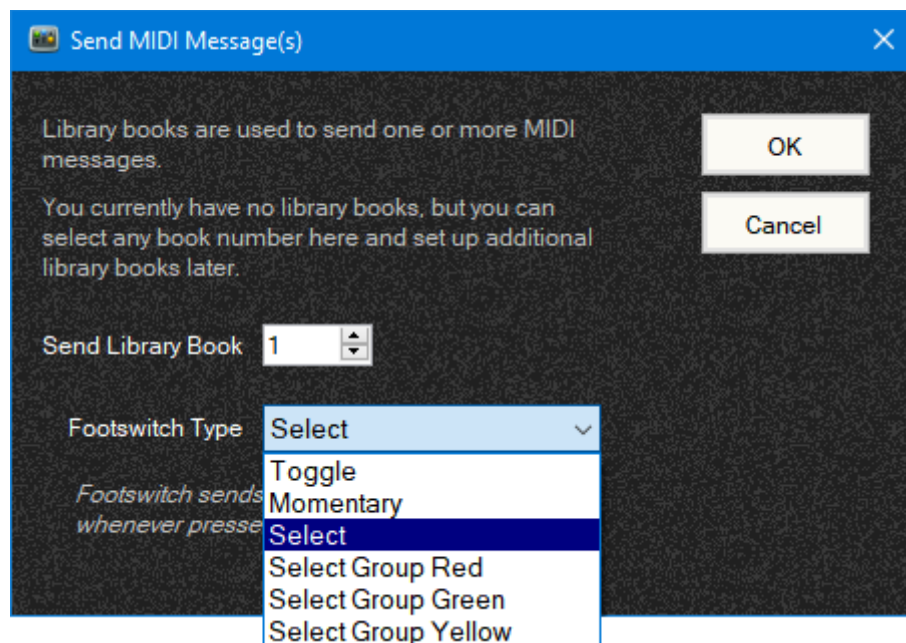 Send MIDI Message(s)
Library books are used to send one or more MIDI
messages.
You currently have no library books, but you can
select any book number here and set up additional
library books later.
OK
Cancel
Send Library Book 1
Footswitch Type Select
Toggle
Momentary
Select
Select Group Red
Select Group Green
Select Group Yellow
Footswitch sends
whenever presse